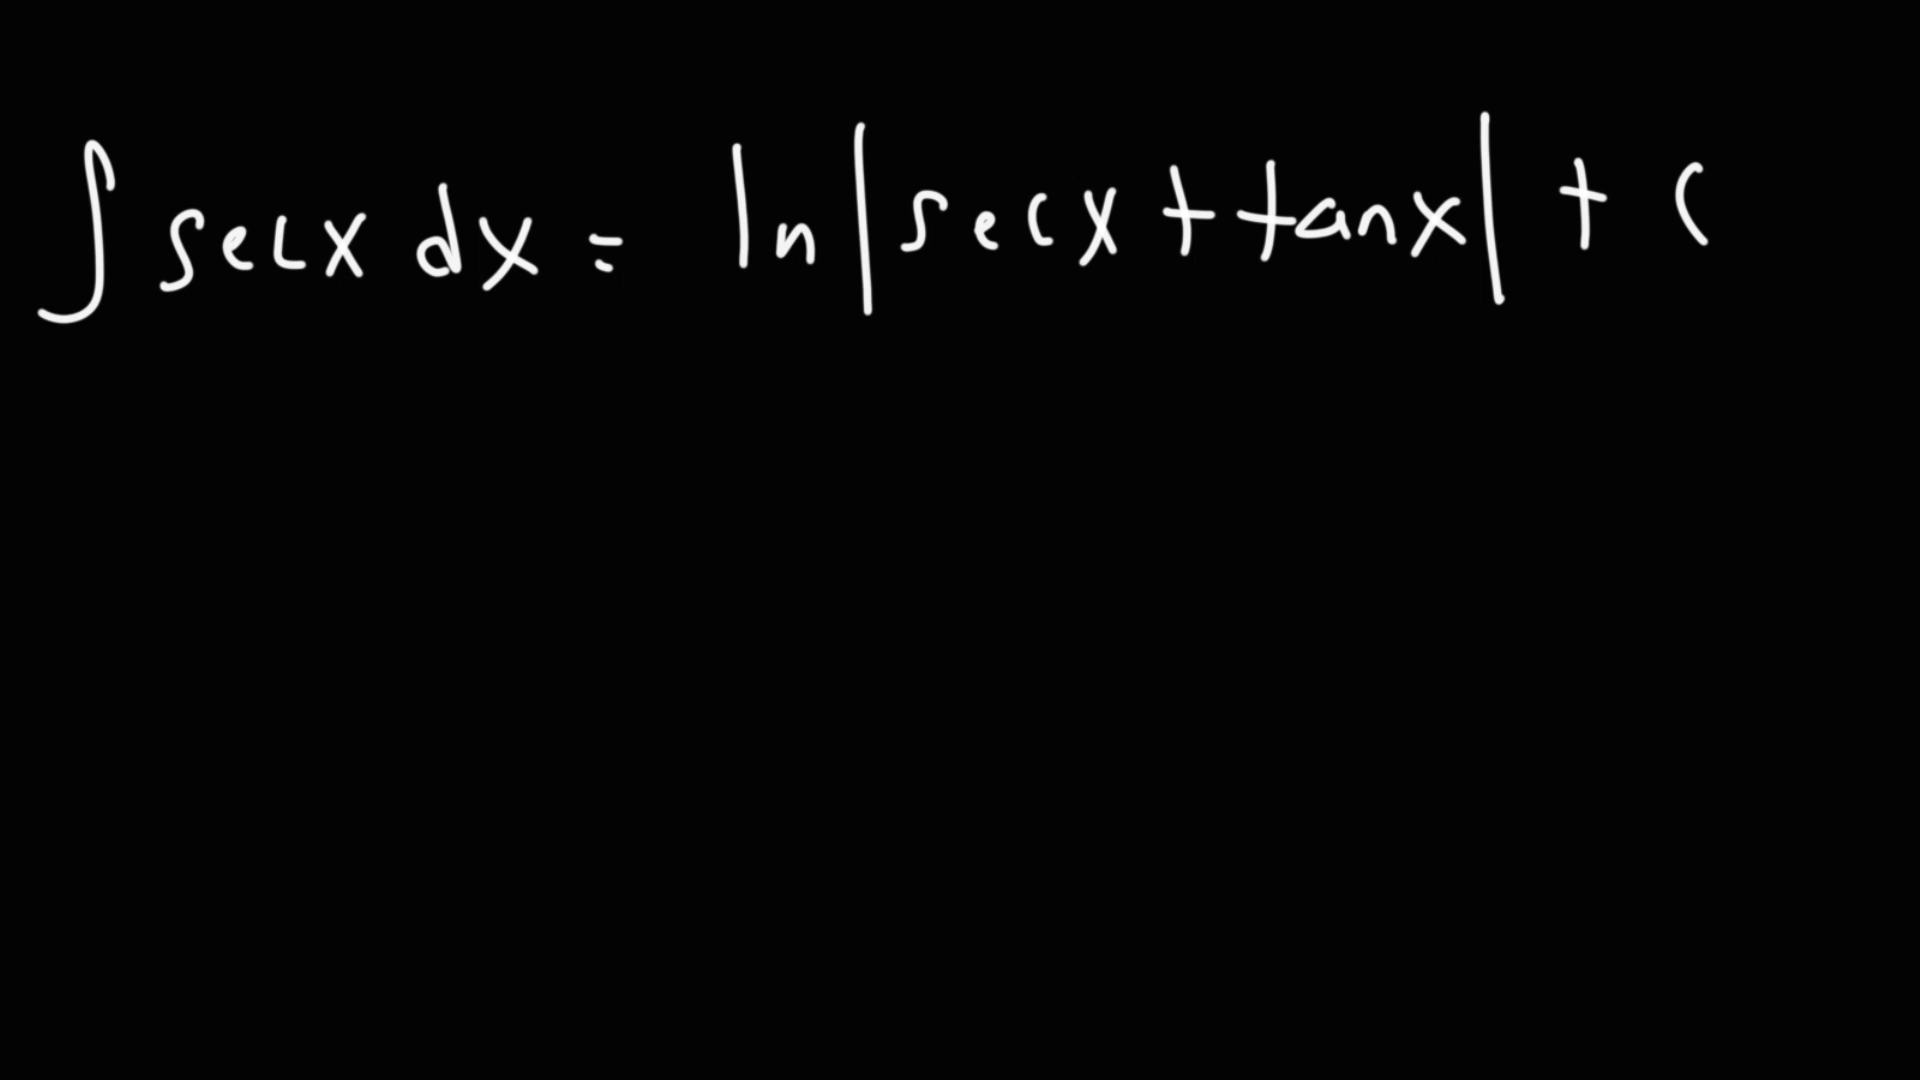 ∫ secx dx = ln|secx + tanx| + C